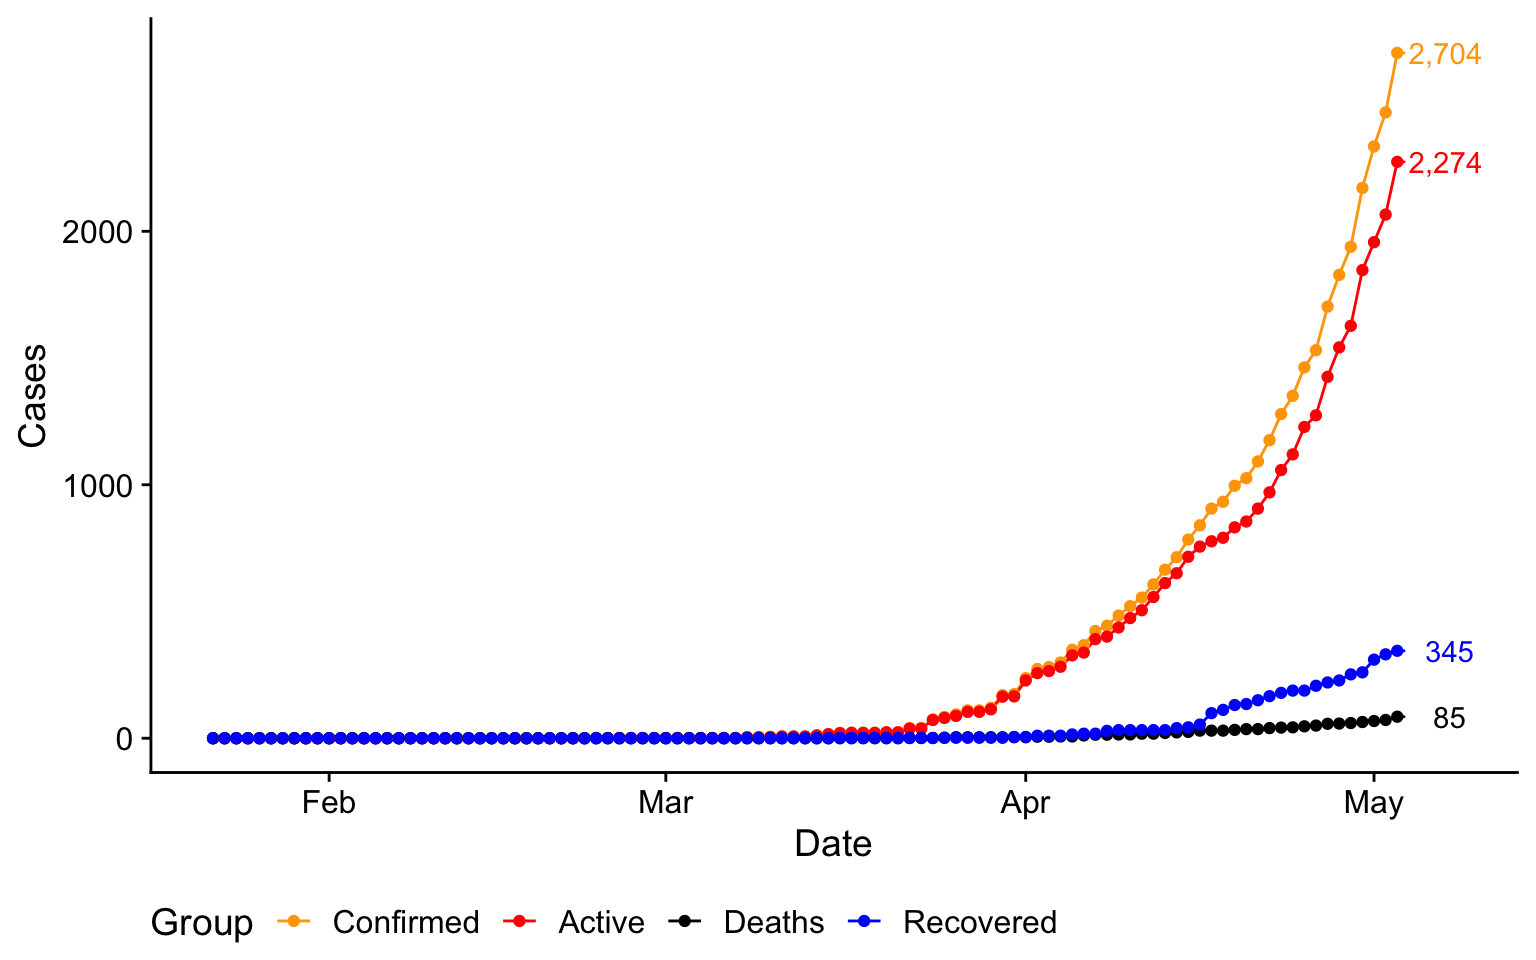 2,704
2,274
2000
Cases
1000
345
85
0
Feb Mar Apr May
Date
Group Confirmed Active Deaths Recovered